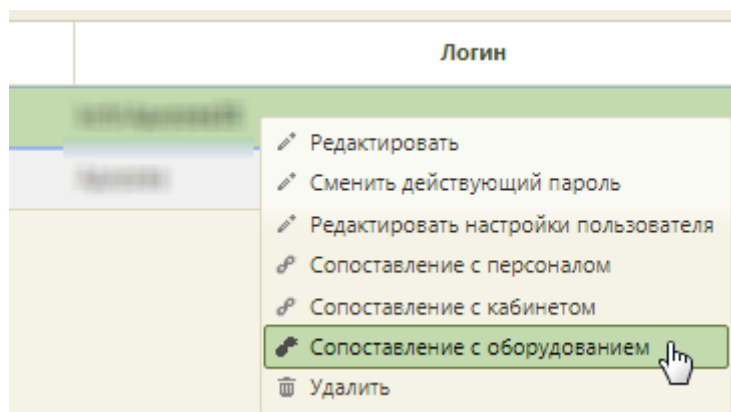 Логин
Редактировать
Сменить действующий пароль
Редактировать настройки пользователя
Сопоставление с персоналом
Сопоставление с кабинетом
Сопоставление с оборудованием
Удалить